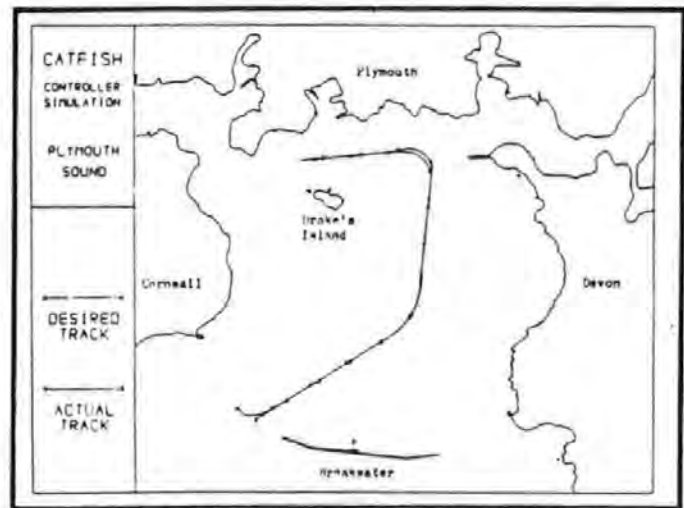 CATFISH
CONTROLLER
SIMULATION
PLYMOUTH
SOUND
DESIRED
TRACK
ACTUAL
TRACK
Plymouth
Drake's
Island
Cornwall
Devon
Breakwater